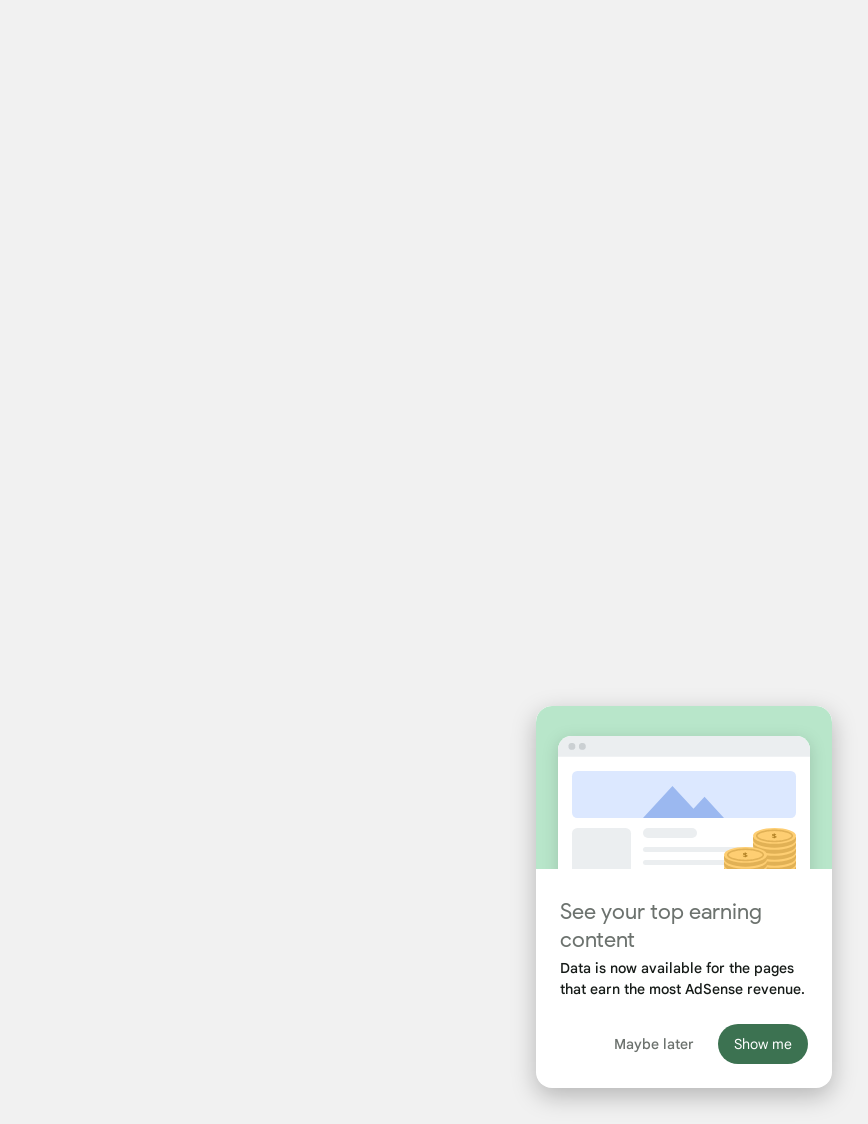 $
$
See your top earning
content
Data is now available for the pages
that earn the most AdSense revenue.
Maybe later
Show me